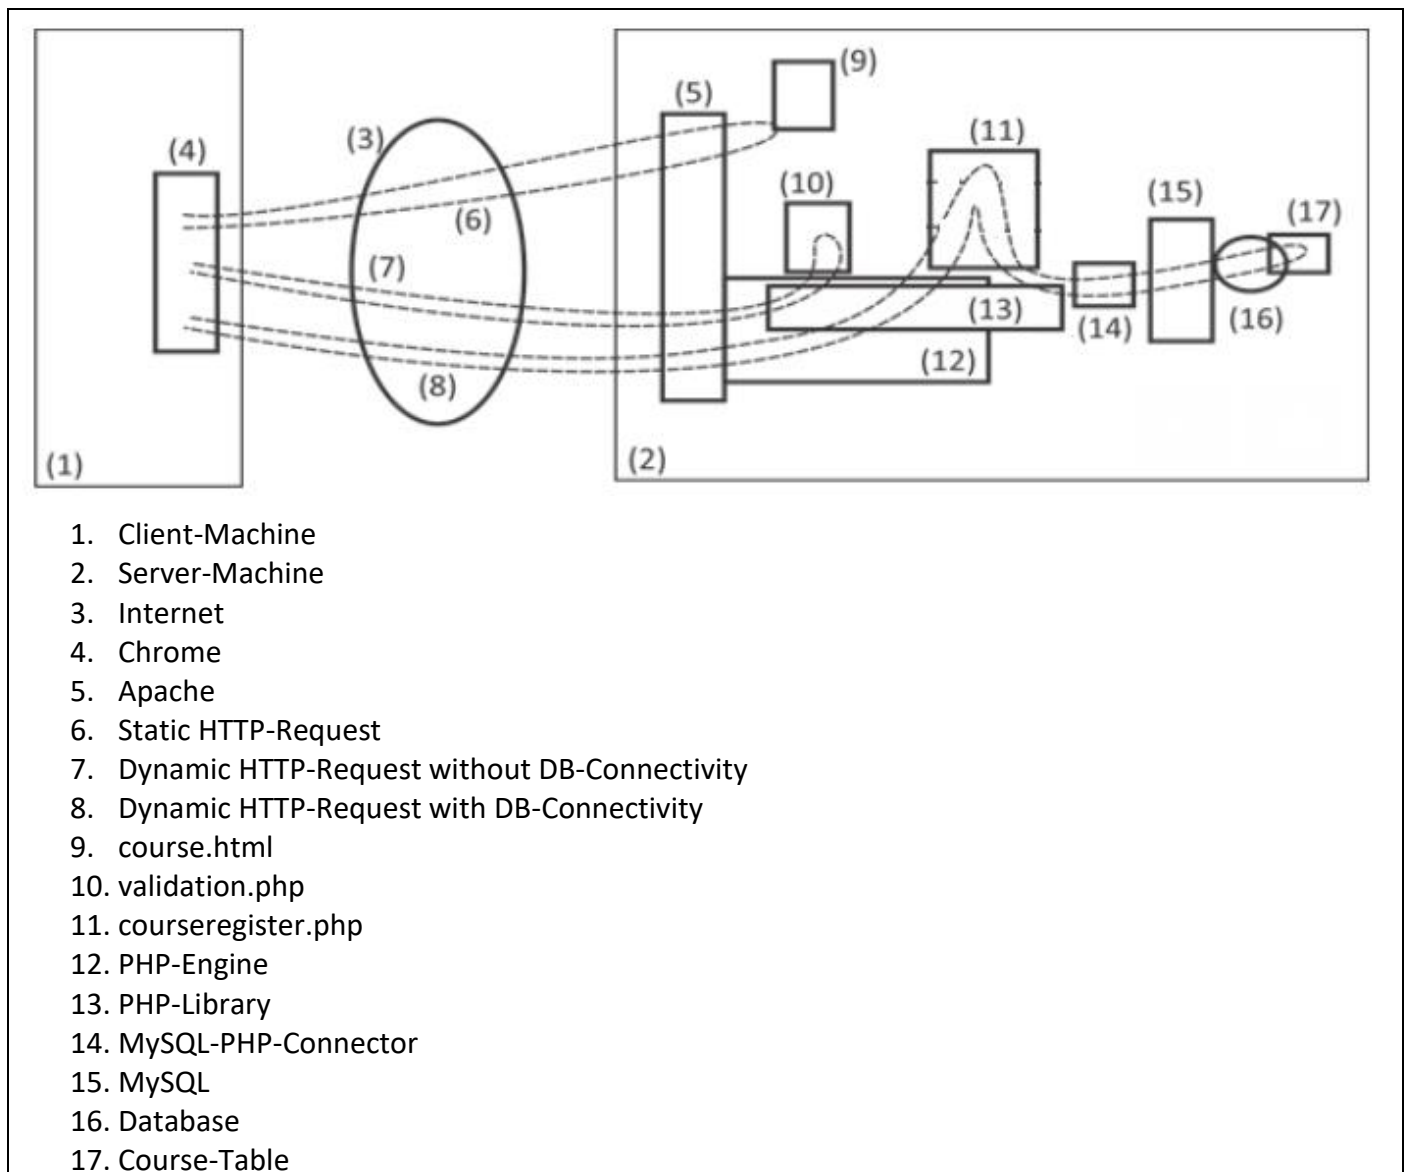 (9)
(5)
(11)
(3)
(4)
(10)
(15)
(17)
(6)
(7)
(13)
(14)
(16)
(12)
(8)
(1)
(2)
1. Client-Machine
2. Server-Machine
3. Internet
4. Chrome
5. Apache
6. Static HTTP-Request
7. Dynamic HTTP-Request without DB-Connectivity
8. Dynamic HTTP-Request with DB-Connectivity
9. course.html
10. validation.php
11. courseregister.php
12. PHP-Engine
13. PHP-Library
14. MySQL-PHP-Connector
15. MySQL
16. Database
17. Course-Table